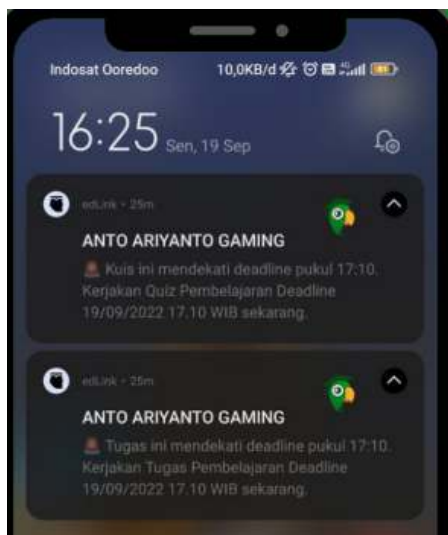 Indosat Ooredoo 10,0KB/d 4G
16:25 Sen, 19 Sep
edLink • 25m
ANTO ARIYANTO GAMING
🚨 Kuis ini mendekati deadline pukul 17:10.
Kerjakan Quiz Pembelajaran Deadline
19/09/2022 17.10 WIB sekarang.
edLink • 25m
ANTO ARIYANTO GAMING
🚨 Tugas ini mendekati deadline pukul 17:10.
Kerjakan Tugas Pembelajaran Deadline
19/09/2022 17.10 WIB sekarang.